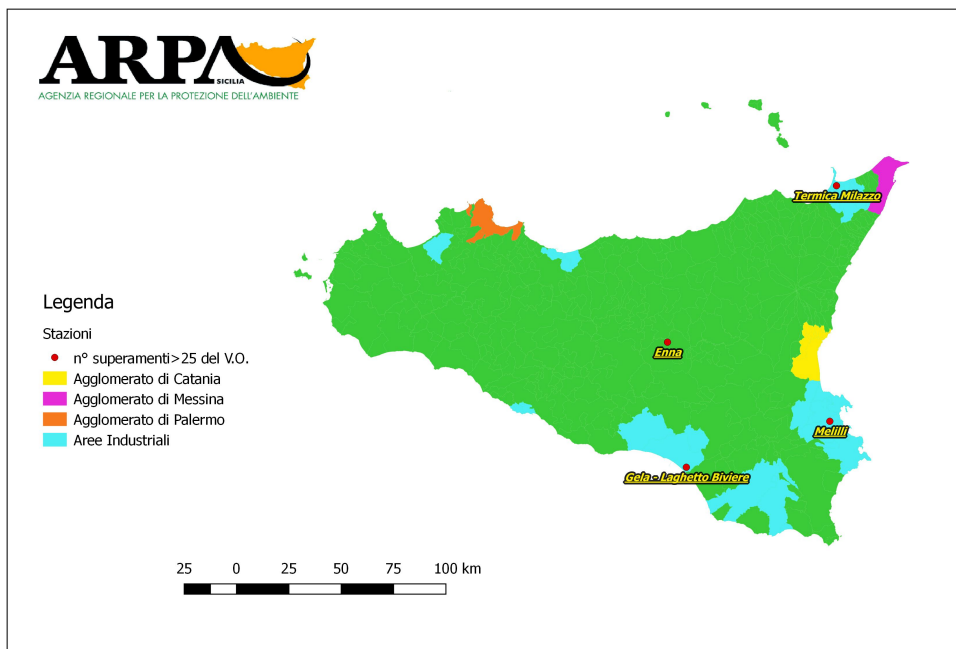 ARPA
SICILIA
AGENZIA REGIONALE PER LA PROTEZIONE DELL'AMBIENTE
Termica Milazzo
Enna
Melilli
Gela - Laghetto Biviere
Legenda
Stazioni
n° superamenti>25 del V.O.
Agglomerato di Catania
Agglomerato di Messina
Agglomerato di Palermo
Aree Industriali
25 0 25 50 75 100 km